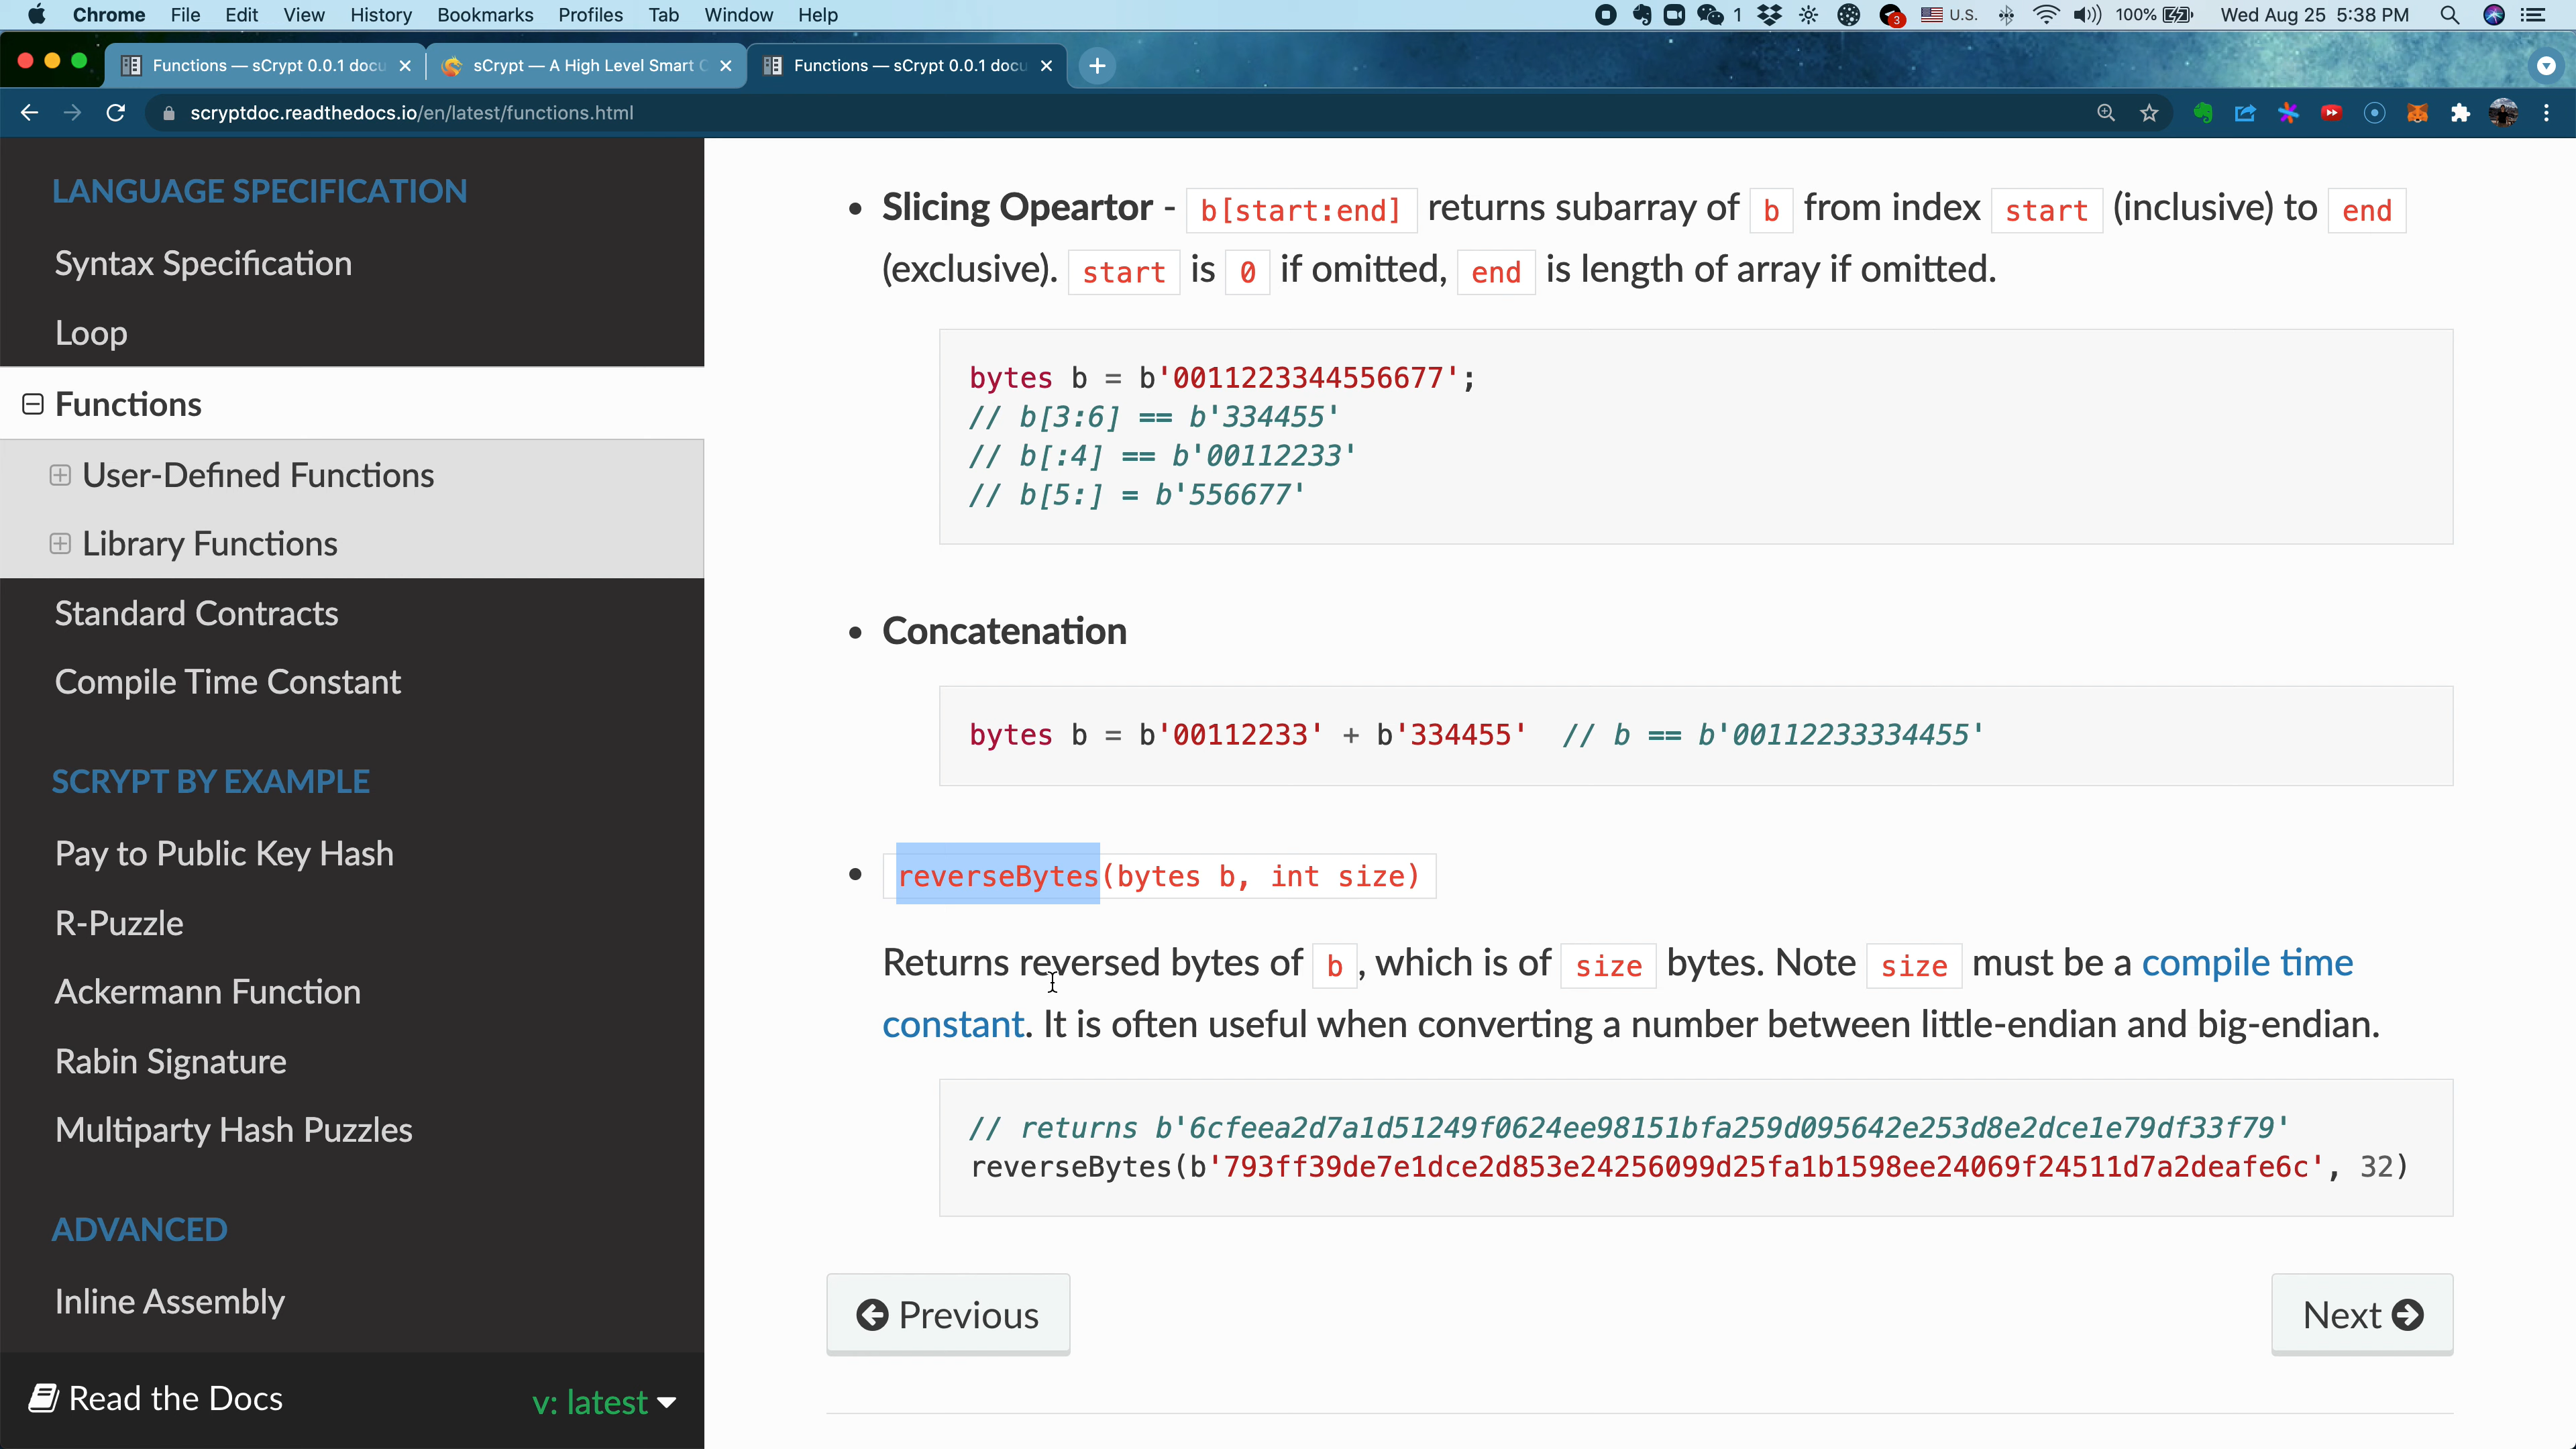 Chrome File Edit View History Bookmarks Profiles Tab Window Help 1 3 U.S. 100% Wed Aug 25 5:38 PM
Functions — sCrypt 0.0.1 docu sCrypt — A High Level Smart C Functions — sCrypt 0.0.1 docu
scryptdoc.readthedocs.io/en/latest/functions.html
LANGUAGE SPECIFICATION
Syntax Specification
Loop
Functions
User-Defined Functions
Library Functions
Standard Contracts
Compile Time Constant
SCRYPT BY EXAMPLE
Pay to Public Key Hash
R-Puzzle
Ackermann Function
Rabin Signature
Multiparty Hash Puzzles
ADVANCED
Inline Assembly
Read the Docs v: latest
Slicing Opeartor - b[start:end] returns subarray of b from index start (inclusive) to end
(exclusive). start is 0 if omitted, end is length of array if omitted.
bytes b = b'0011223344556677';
// b[3:6] == b'334455'
// b[:4] == b'00112233'
// b[5:] = b'556677'
Concatenation
bytes b = b'00112233' + b'334455' // b == b'00112233334455'
reverseBytes(bytes b, int size)
Returns reversed bytes of b, which is of size bytes. Note size must be a compile time
constant. It is often useful when converting a number between little-endian and big-endian.
// returns b'6cfeea2d7a1d51249f0624ee98151bfa259d095642e253d8e2dce1e79df33f79'
reverseBytes(b'793ff39de7e1dce2d853e24256099d25fa1b1598ee24069f24511d7a2deafe6c', 32)
Previous Next